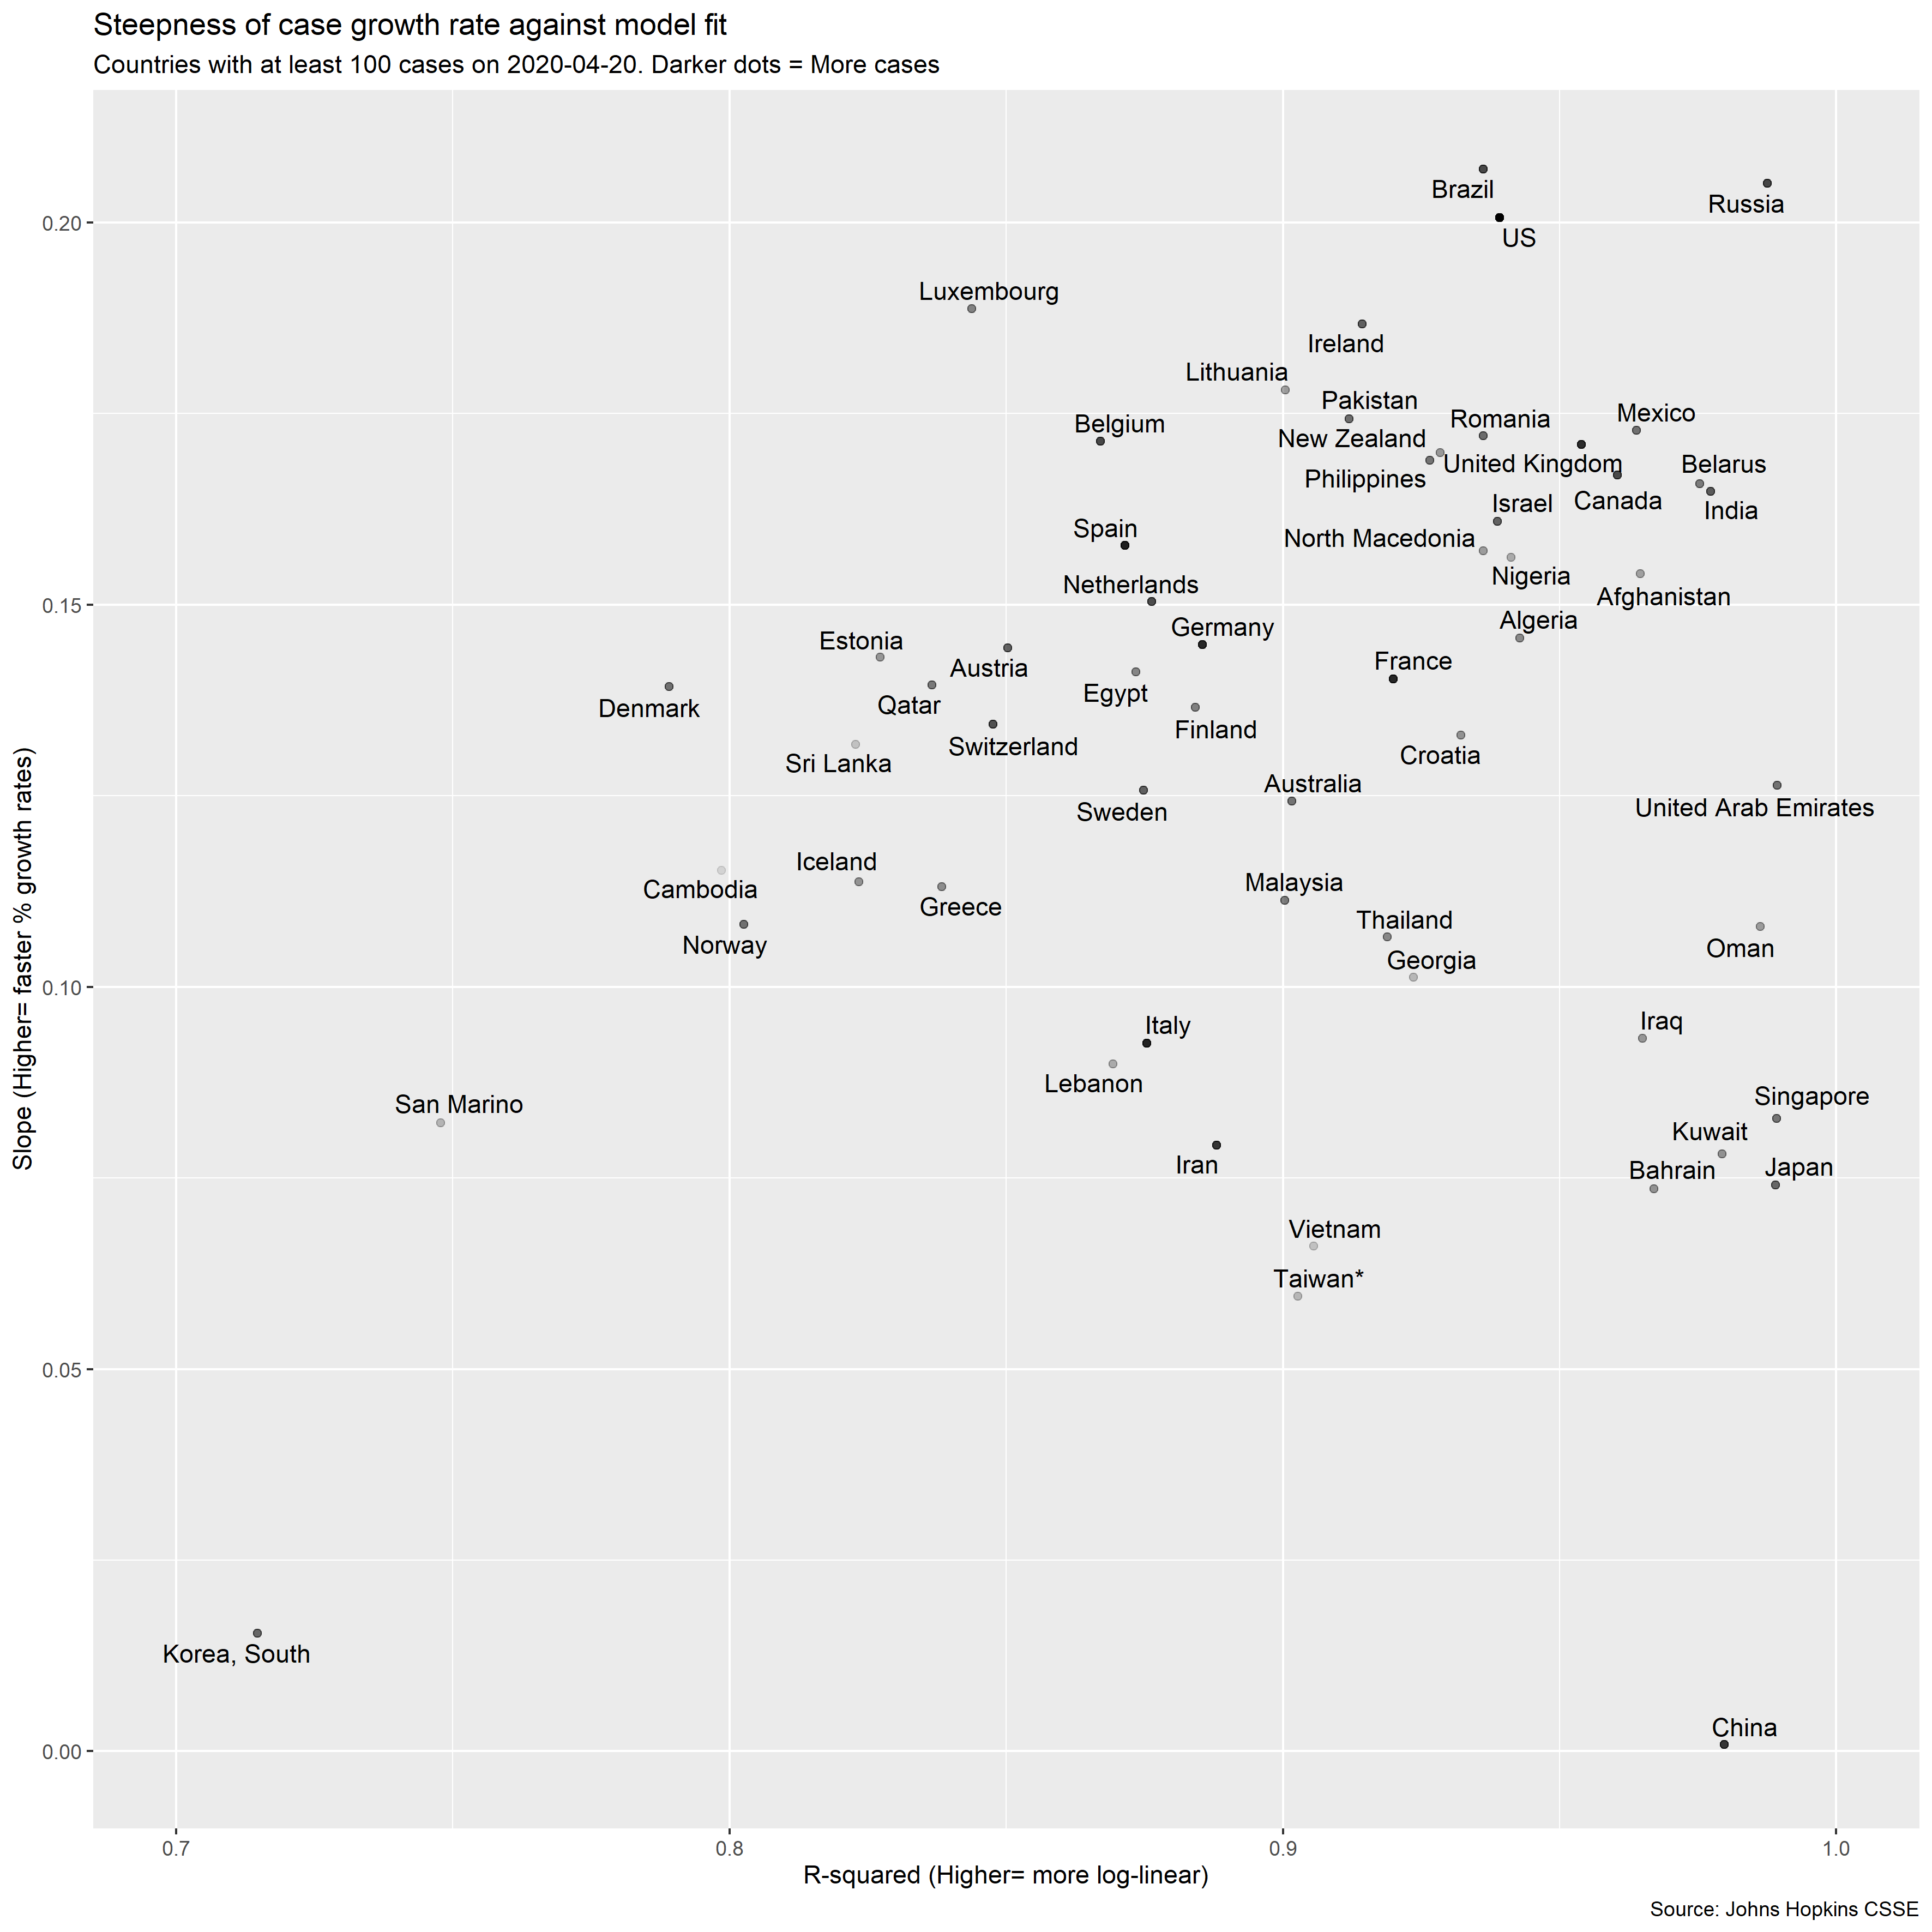 Steepness of case growth rate against model fit
Countries with at least 100 cases on 2020-04-20. Darker dots = More cases
Slope (Higher= faster % growth rates)
0.20
0.15
0.10
0.05
0.00
Brazil
Russia
US
Luxembourg
Ireland
Lithuania
Pakistan
Mexico
Romania
Belgium
New Zealand
United Kingdom
Belarus
Philippines
Canada
Israel
India
Spain
North Macedonia
Nigeria
Netherlands
Afghanistan
Algeria
Germany
Estonia
France
Austria
Egypt
Qatar
Denmark
Finland
Switzerland
Croatia
Sri Lanka
Australia
United Arab Emirates
Sweden
Iceland
Malaysia
Cambodia
Greece
Thailand
Norway
Oman
Georgia
Iraq
Italy
Lebanon
Singapore
San Marino
Kuwait
Iran
Japan
Bahrain
Vietnam
Taiwan*
Korea, South
China
0.7
0.8
0.9
1.0
R-squared (Higher= more log-linear)
Source: Johns Hopkins CSSE